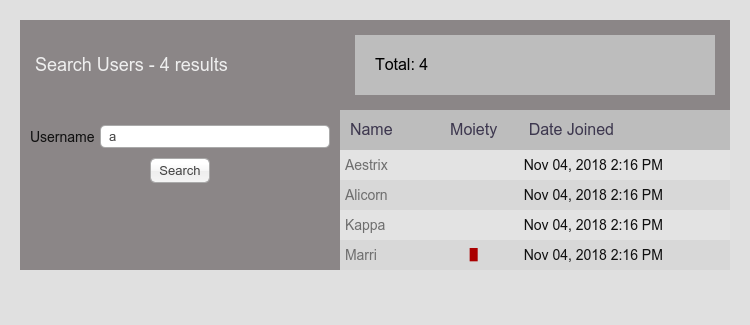 Search Users - 4 results
Total: 4
Username a
Search
Name Moiety Date Joined
Aestrix Nov 04, 2018 2:16 PM
Alicorn Nov 04, 2018 2:16 PM
Kappa Nov 04, 2018 2:16 PM
Marri Nov 04, 2018 2:16 PM